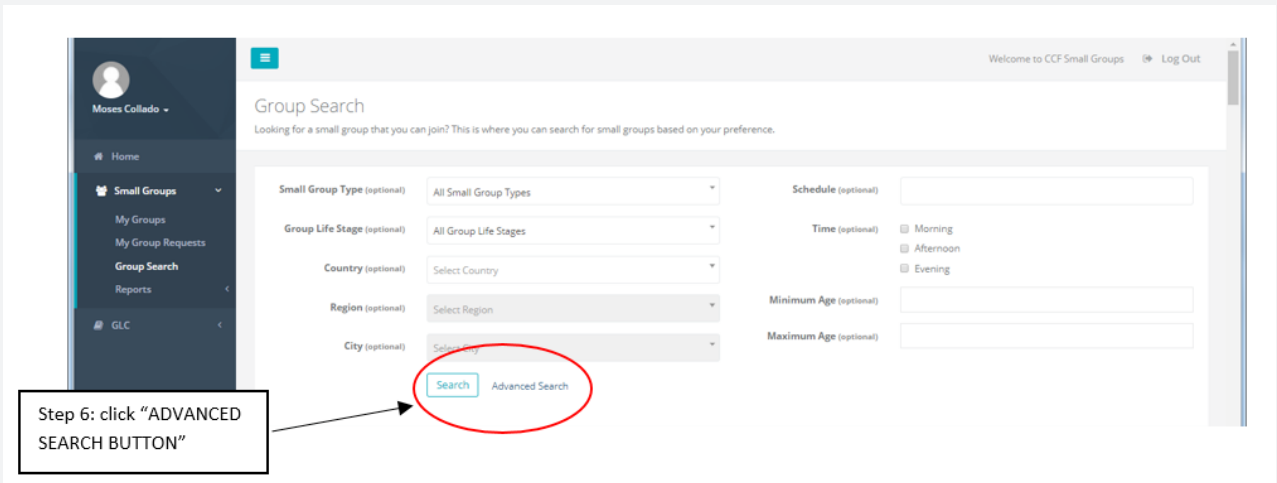 Welcome to CCF Small Groups Log Out
Moses Collado
Group Search
Looking for a small group that you can join? This is where you can search for small groups based on your preference.
Home
Small Groups
My Groups
My Group Requests
Group Search
Reports
GLC
Small Group Type (optional) All Small Group Types
Group Life Stage (optional) All Group Life Stages
Country (optional) Select Country
Region (optional) Select Region
City (optional) Select City
Search Advanced Search
Schedule (optional)
Time (optional) Morning
Afternoon
Evening
Minimum Age (optional)
Maximum Age (optional)
Step 6: click “ADVANCED
SEARCH BUTTON”